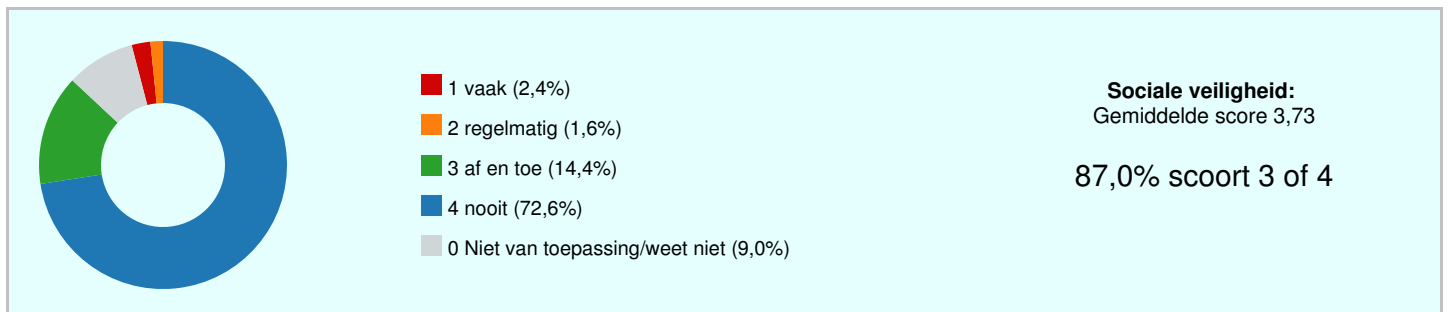 1 vaak (2,4%)
2 regelmatig (1,6%)
3 af en toe (14,4%)
4 nooit (72,6%)
0 Niet van toepassing/weet niet (9,0%)
Sociale veiligheid:
Gemiddelde score 3,73
87,0% scoort 3 of 4